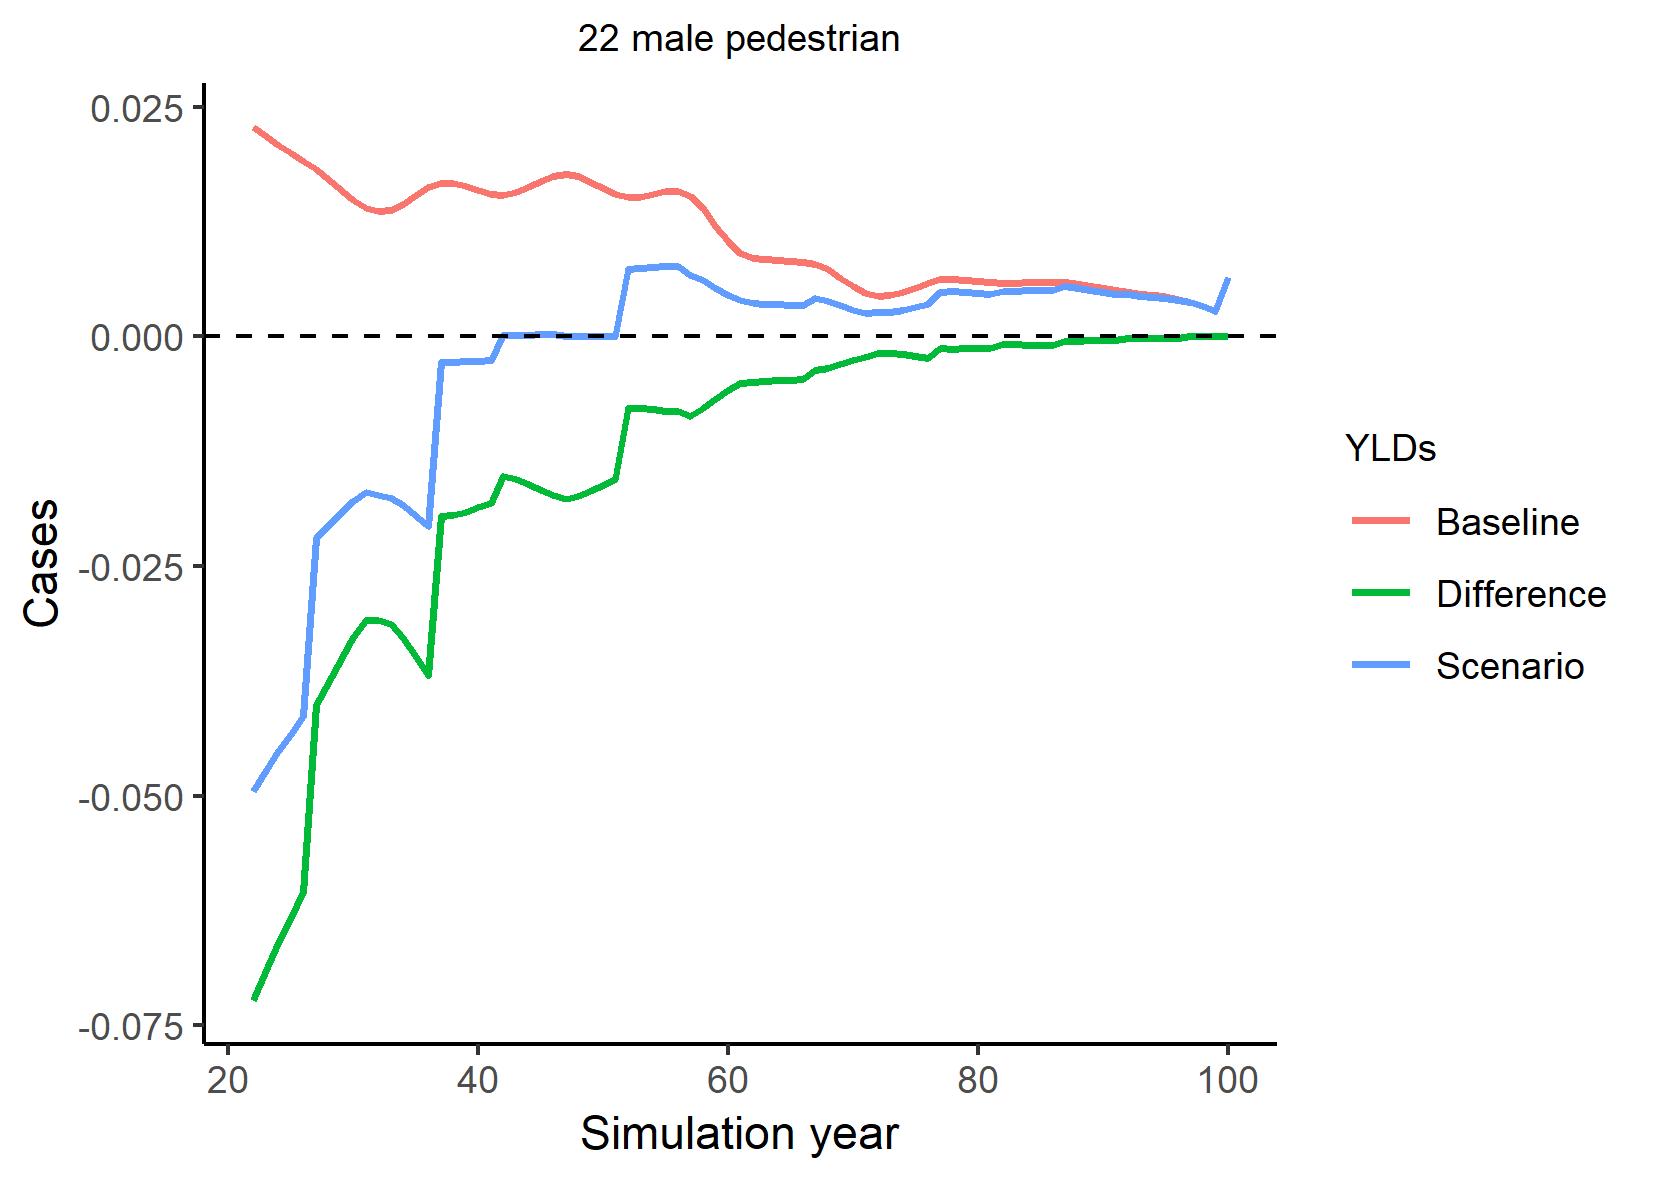 22 male pedestrian
0.025
0.000
-0.025
-0.050
-0.075
Cases
20 40 60 80 100
Simulation year
YLDs
Baseline
Difference
Scenario